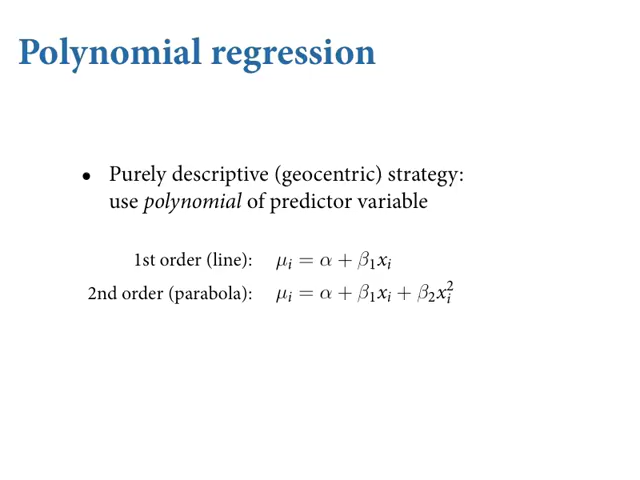 Polynomial regression
• Purely descriptive (geocentric) strategy:
use polynomial of predictor variable
1st order (line): μᵢ = α + β₁xᵢ
2nd order (parabola): μᵢ = α + β₁xᵢ + β₂xᵢ²